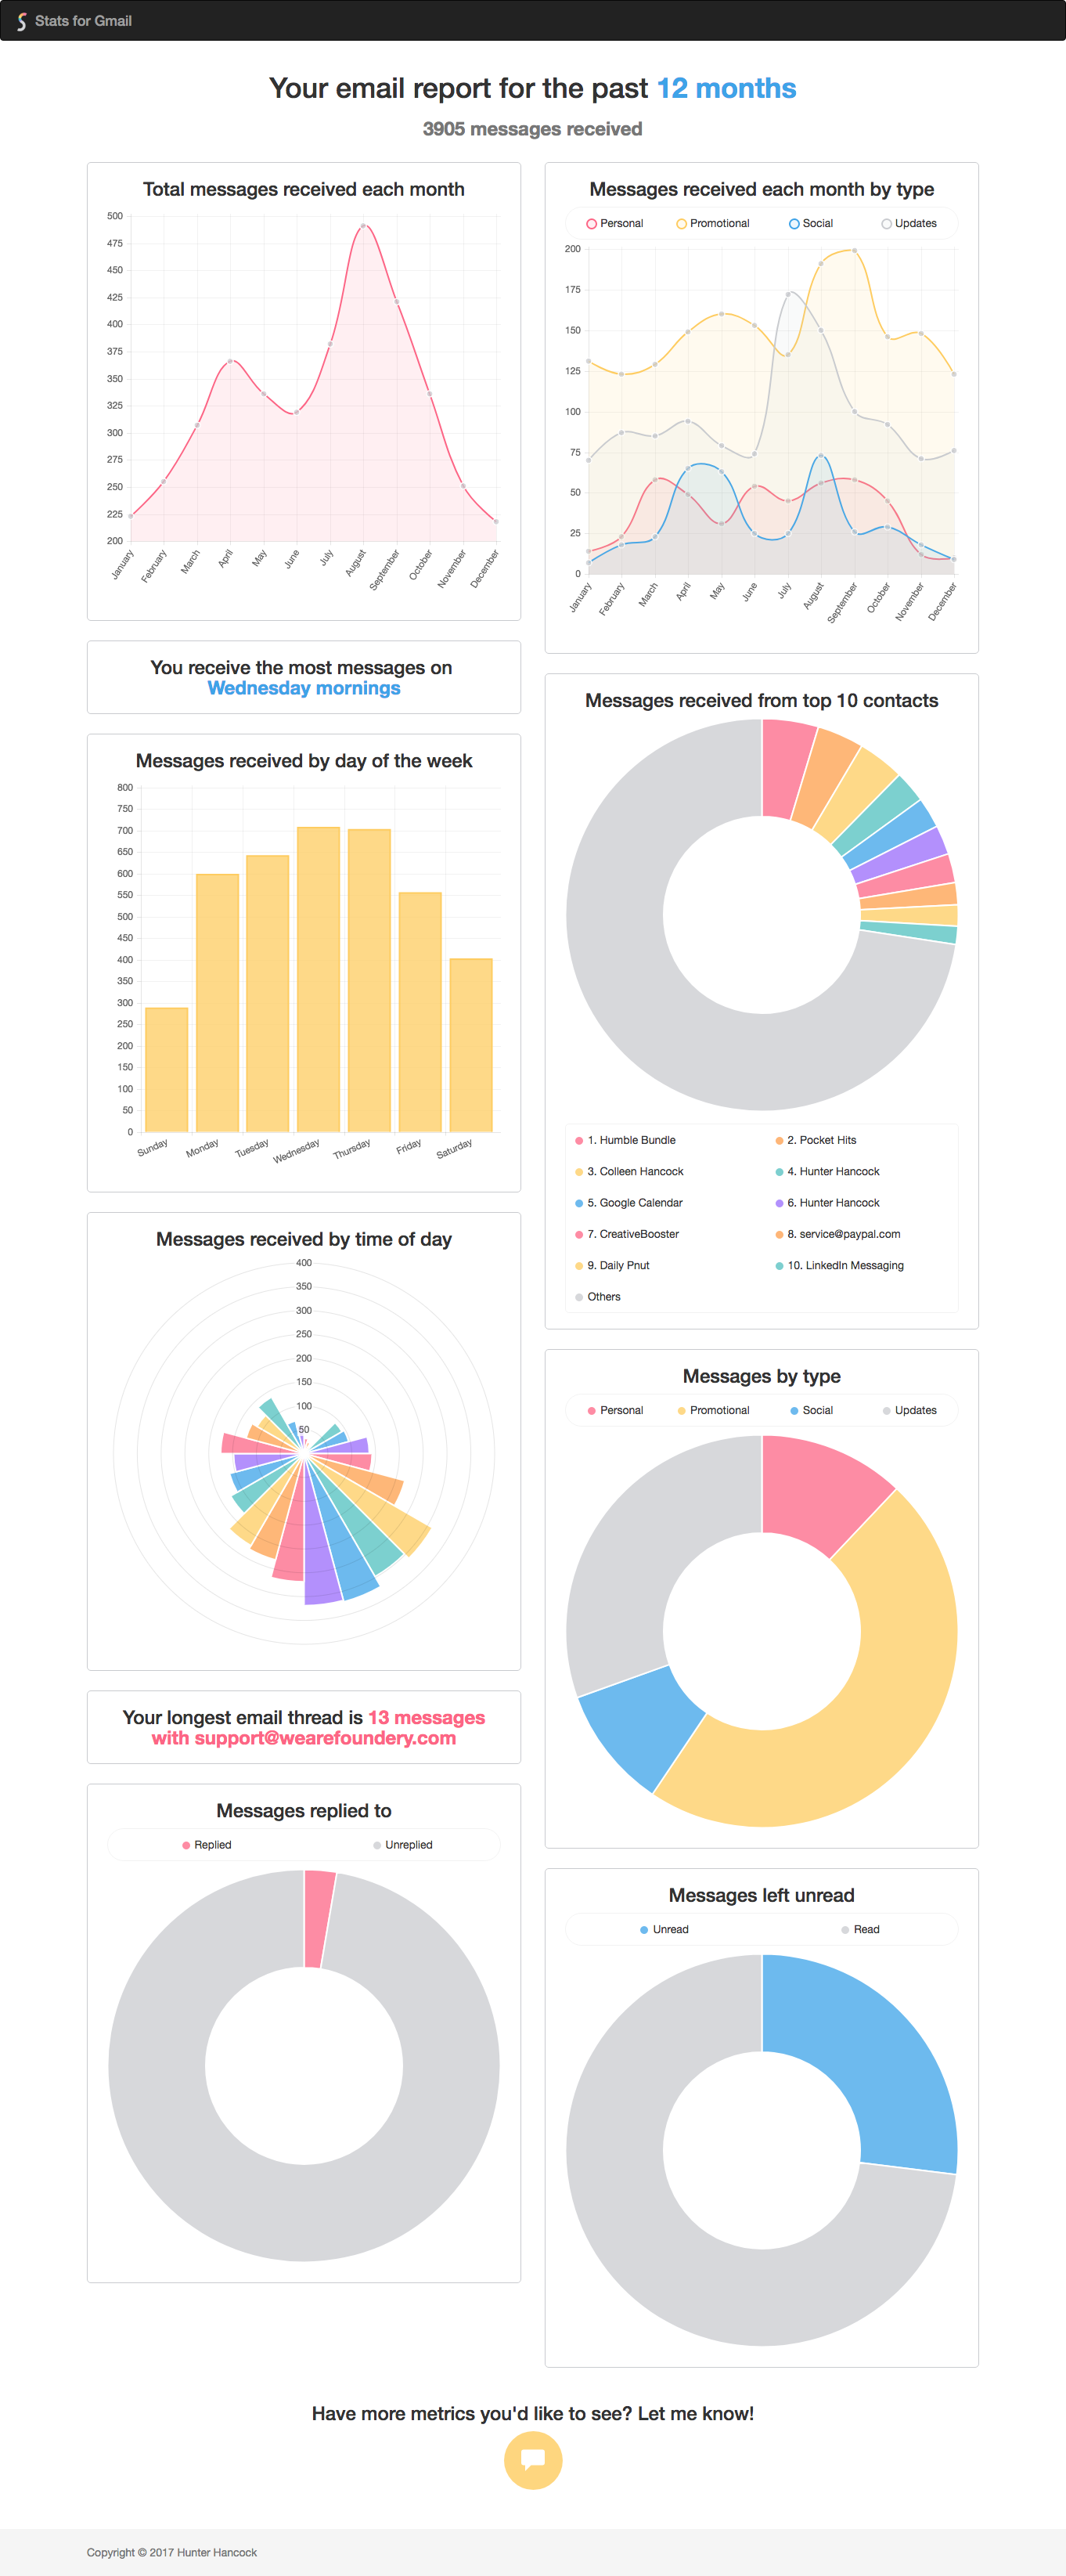 Stats for Gmail
Your email report for the past 12 months
3905 messages received
Total messages received each month
500
475
450
425
400
375
350
325
300
275
250
225
200
January
February
March
April
May
June
July
August
September
October
November
December
You receive the most messages on
Wednesday mornings
Messages received by day of the week
800
750
700
650
600
550
500
450
400
350
300
250
200
150
100
50
0
Sunday
Monday
Tuesday
Wednesday
Thursday
Friday
Saturday
Messages received by time of day
400
350
300
250
200
150
100
50
Your longest email thread is 13 messages
with support@wearefoundery.com
Messages replied to
Replied
Unreplied
Messages received each month by type
Personal
Promotional
Social
Updates
200
175
150
125
100
75
50
25
0
January
February
March
April
May
June
July
August
September
October
November
December
Messages received from top 10 contacts
1. Humble Bundle
2. Pocket Hits
3. Colleen Hancock
4. Hunter Hancock
5. Google Calendar
6. Hunter Hancock
7. CreativeBooster
8. service@paypal.com
9. Daily Pnut
10. LinkedIn Messaging
Others
Messages by type
Personal
Promotional
Social
Updates
Messages left unread
Unread
Read
Have more metrics you'd like to see? Let me know!
Copyright © 2017 Hunter Hancock